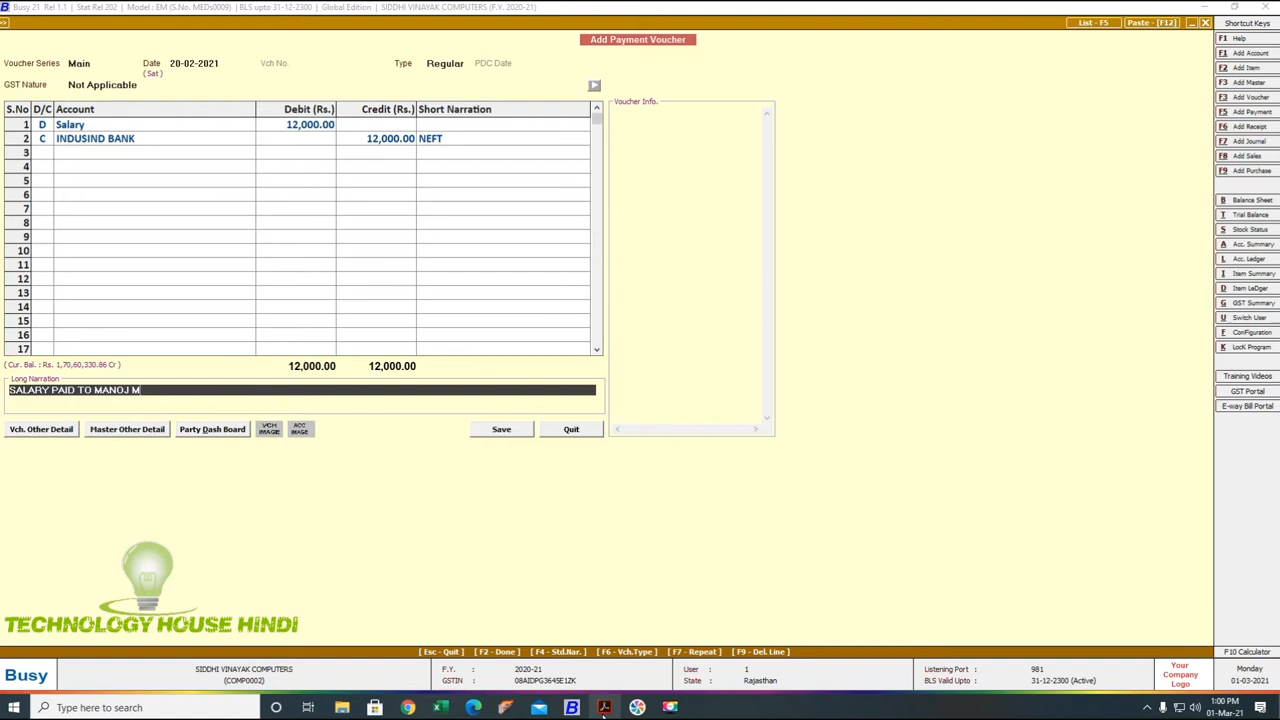 Busy 21 Rel 1.1 | Stat Rel 202 | Model : EM (S.No. MEDs0009) | BLS upto 31-12-2300 | Global Edition | SIDDHI VINAYAK COMPUTERS (F.Y. 2020-21)
>> List - F5 Paste - [F12] Shortcut Keys
Add Payment Voucher
Voucher Series Main Date 20-02-2021 Vch No. Type Regular PDC Date
(Sat)
GST Nature Not Applicable
Voucher Info.
S.No D/C Account Debit (Rs.) Credit (Rs.) Short Narration
1 D Salary 12,000.00
2 C INDUSIND BANK 12,000.00 NEFT
3
4
5
6
7
8
9
10
11
12
13
14
15
16
17
( Cur. Bal. : Rs. 1,70,60,330.86 Cr ) 12,000.00 12,000.00
Long Narration
SALARY PAID TO MANOJ M
Vch. Other Detail Master Other Detail Party Dash Board VCH IMAGE ACC IMAGE Save Quit
F1 Help
F1 Add Account
F2 Add Item
F3 Add Master
F3 Add Voucher
F5 Add Payment
F6 Add Receipt
F7 Add Journal
F8 Add Sales
F9 Add Purchase
B Balance Sheet
T Trial Balance
S Stock Status
A Acc. Summary
L Acc. Ledger
I Item Summary
D Item LeDger
G GST Summary
U Switch User
F ConFiguration
K LocK Program
Training Videos
GST Portal
E-way Bill Portal
TECHNOLOGY HOUSE HINDI
[ Esc - Quit ] [ F2 - Done ] [ F4 - Std.Nar. ] [ F6 - Vch.Type ] [ F7 - Repeat ] [ F9 - Del. Line ] F10 Calculator
Busy SIDDHI VINAYAK COMPUTERS F.Y. 2020-21 User 1 Listening Port 981 Your Company Logo Monday
(COMP0002) GSTIN 08AIDPG3645E1ZK State Rajasthan BLS Valid Upto 31-12-2300 (Active) 01-03-2021
Type here to search 1:00 PM
01-Mar-21